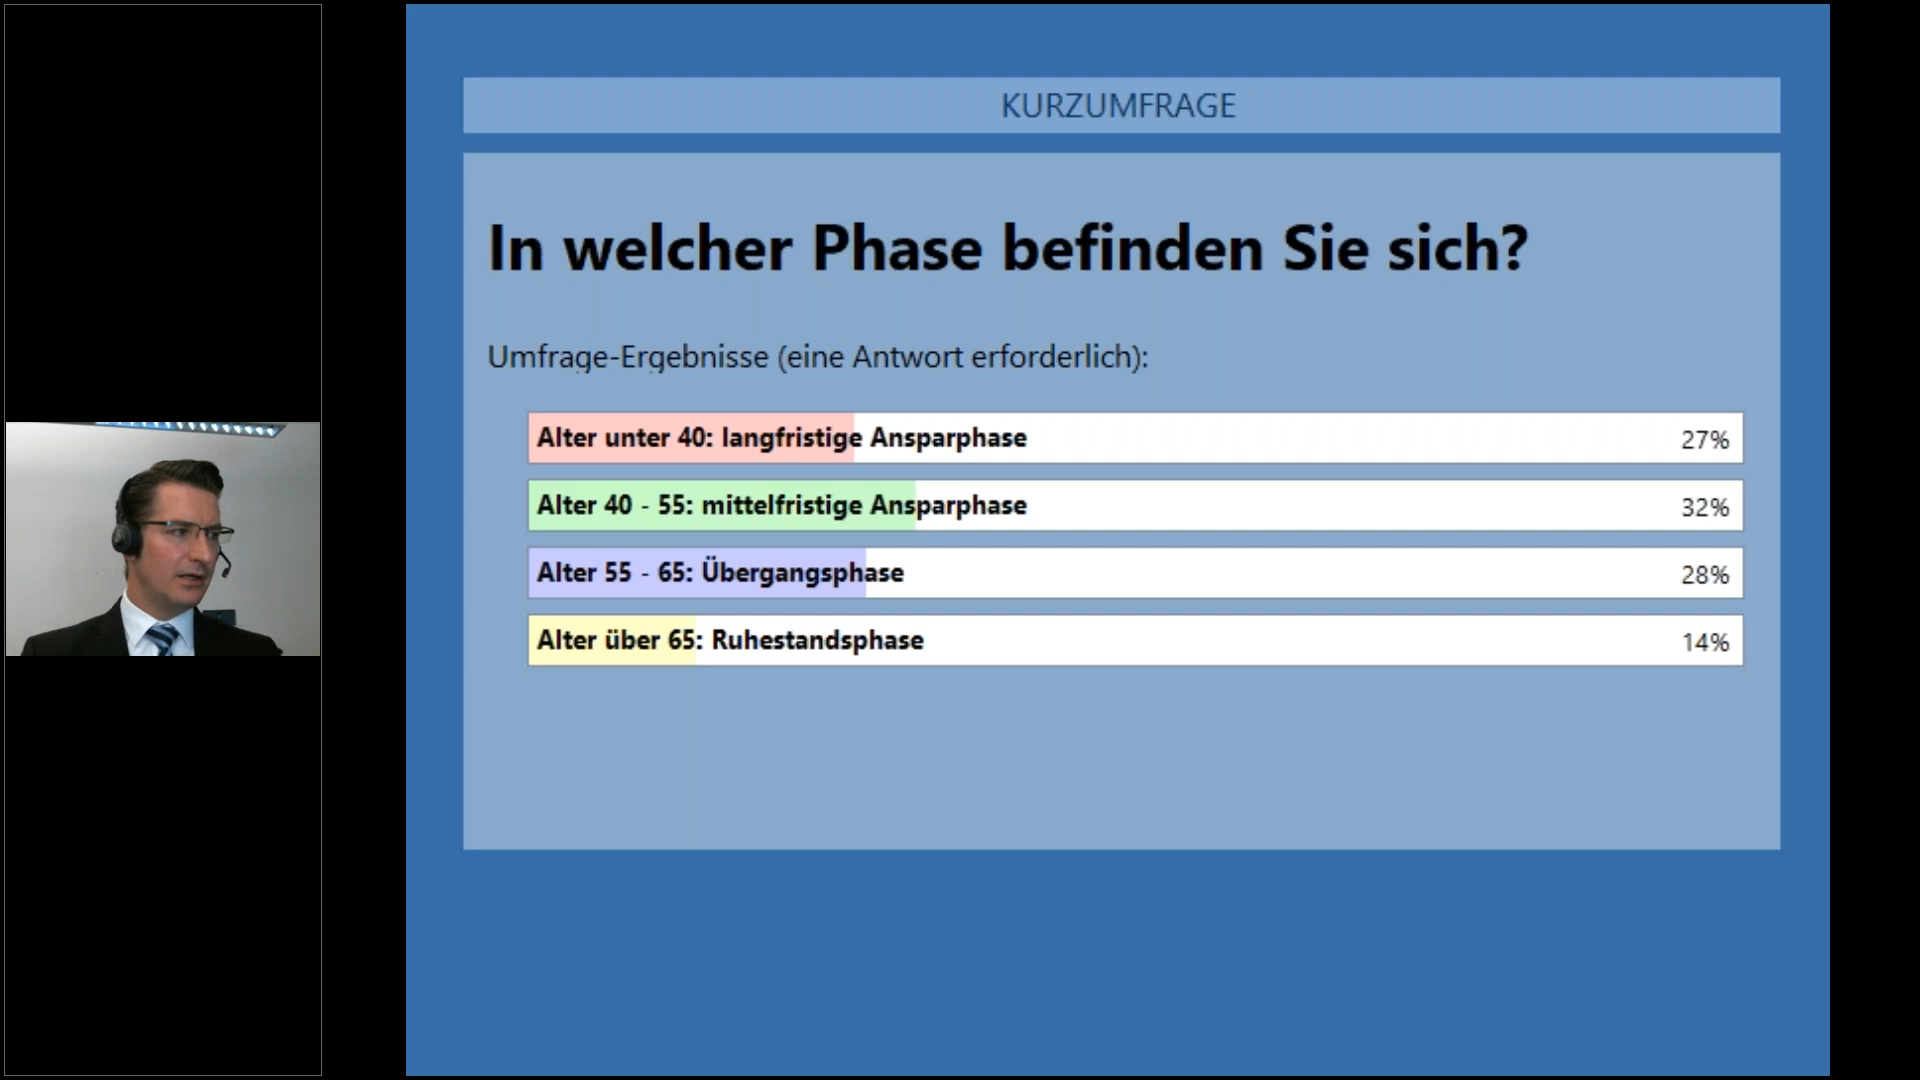 KURZUMFRAGE
In welcher Phase befinden Sie sich?
Umfrage-Ergebnisse (eine Antwort erforderlich):
Alter unter 40: langfristige Ansparphase 27%
Alter 40 - 55: mittelfristige Ansparphase 32%
Alter 55 - 65: Übergangsphase 28%
Alter über 65: Ruhestandsphase 14%